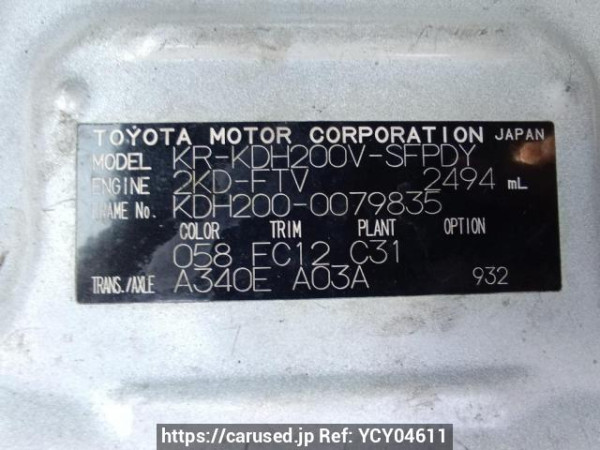 TOYOTA MOTOR CORPORATION JAPAN
MODEL KR-KDH200V-SFPDY
ENGINE 2KD-FTV 2494 mL
FRAME No. KDH200-0079835
COLOR TRIM PLANT OPTION
058 FC12 C31
TRANS./AXLE A340E A03A 932
https://carused.jp Ref: YCY04611